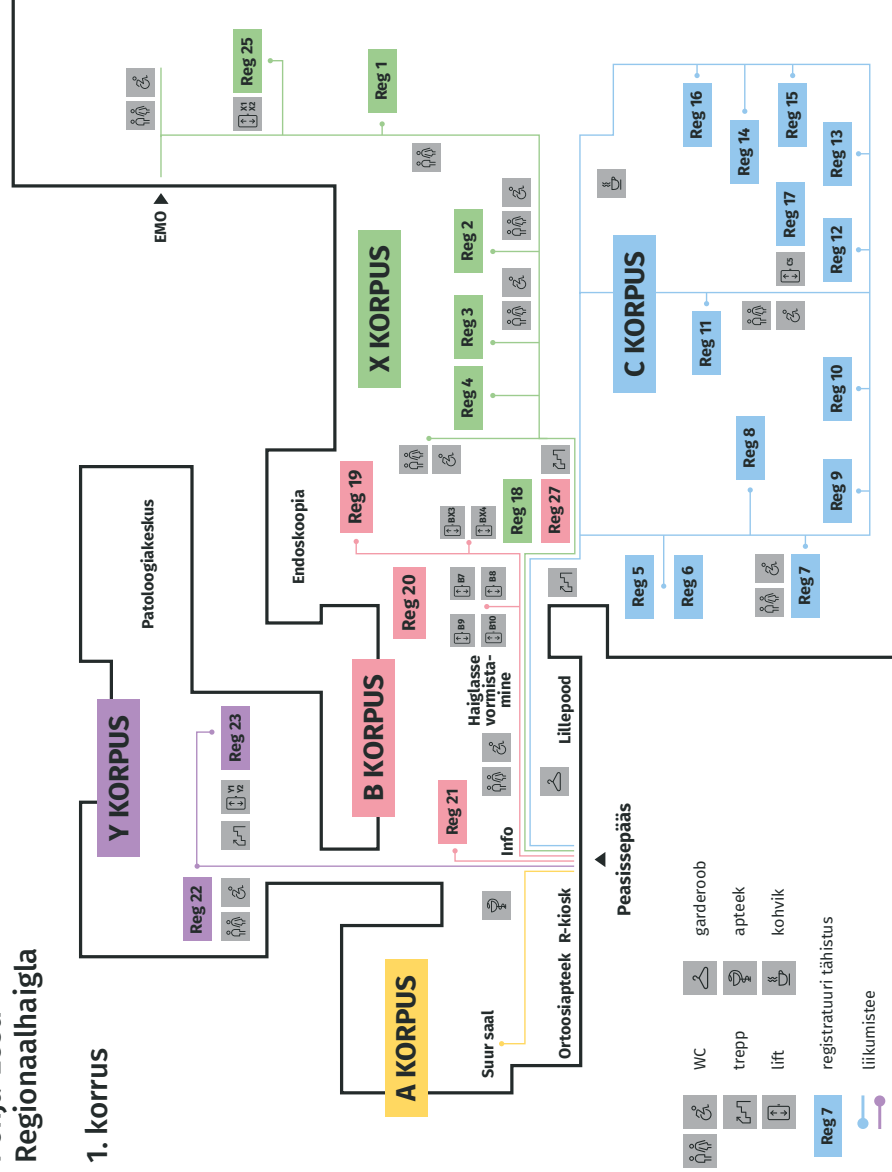 Regionaalhaigla
1. korrus
Y KORPUS
Patoloogiakeskus
EMO
Reg 22
Reg 23
Y1
Y2
Reg 25
X1
X2
Endoskoopia
Reg 19
Reg 1
B KORPUS
X KORPUS
A KORPUS
Reg 20
Reg 21
BX3
BX4
B9
B7
B10
B8
Reg 4
Reg 3
Reg 2
Haiglasse
vormista-
mine
Info
Suur saal
Reg 18
Reg 27
Ortoosiapteek
R-kiosk
Lillepood
Peasissepääs
C KORPUS
Reg 5
Reg 6
Reg 11
Reg 16
Reg 8
Reg 14
Reg 7
C5
Reg 17
Reg 15
Reg 9
Reg 10
Reg 12
Reg 13
WC
garderoob
trepp
apteek
lift
kohvik
Reg 7
registratuuri tähistus
liikumistee